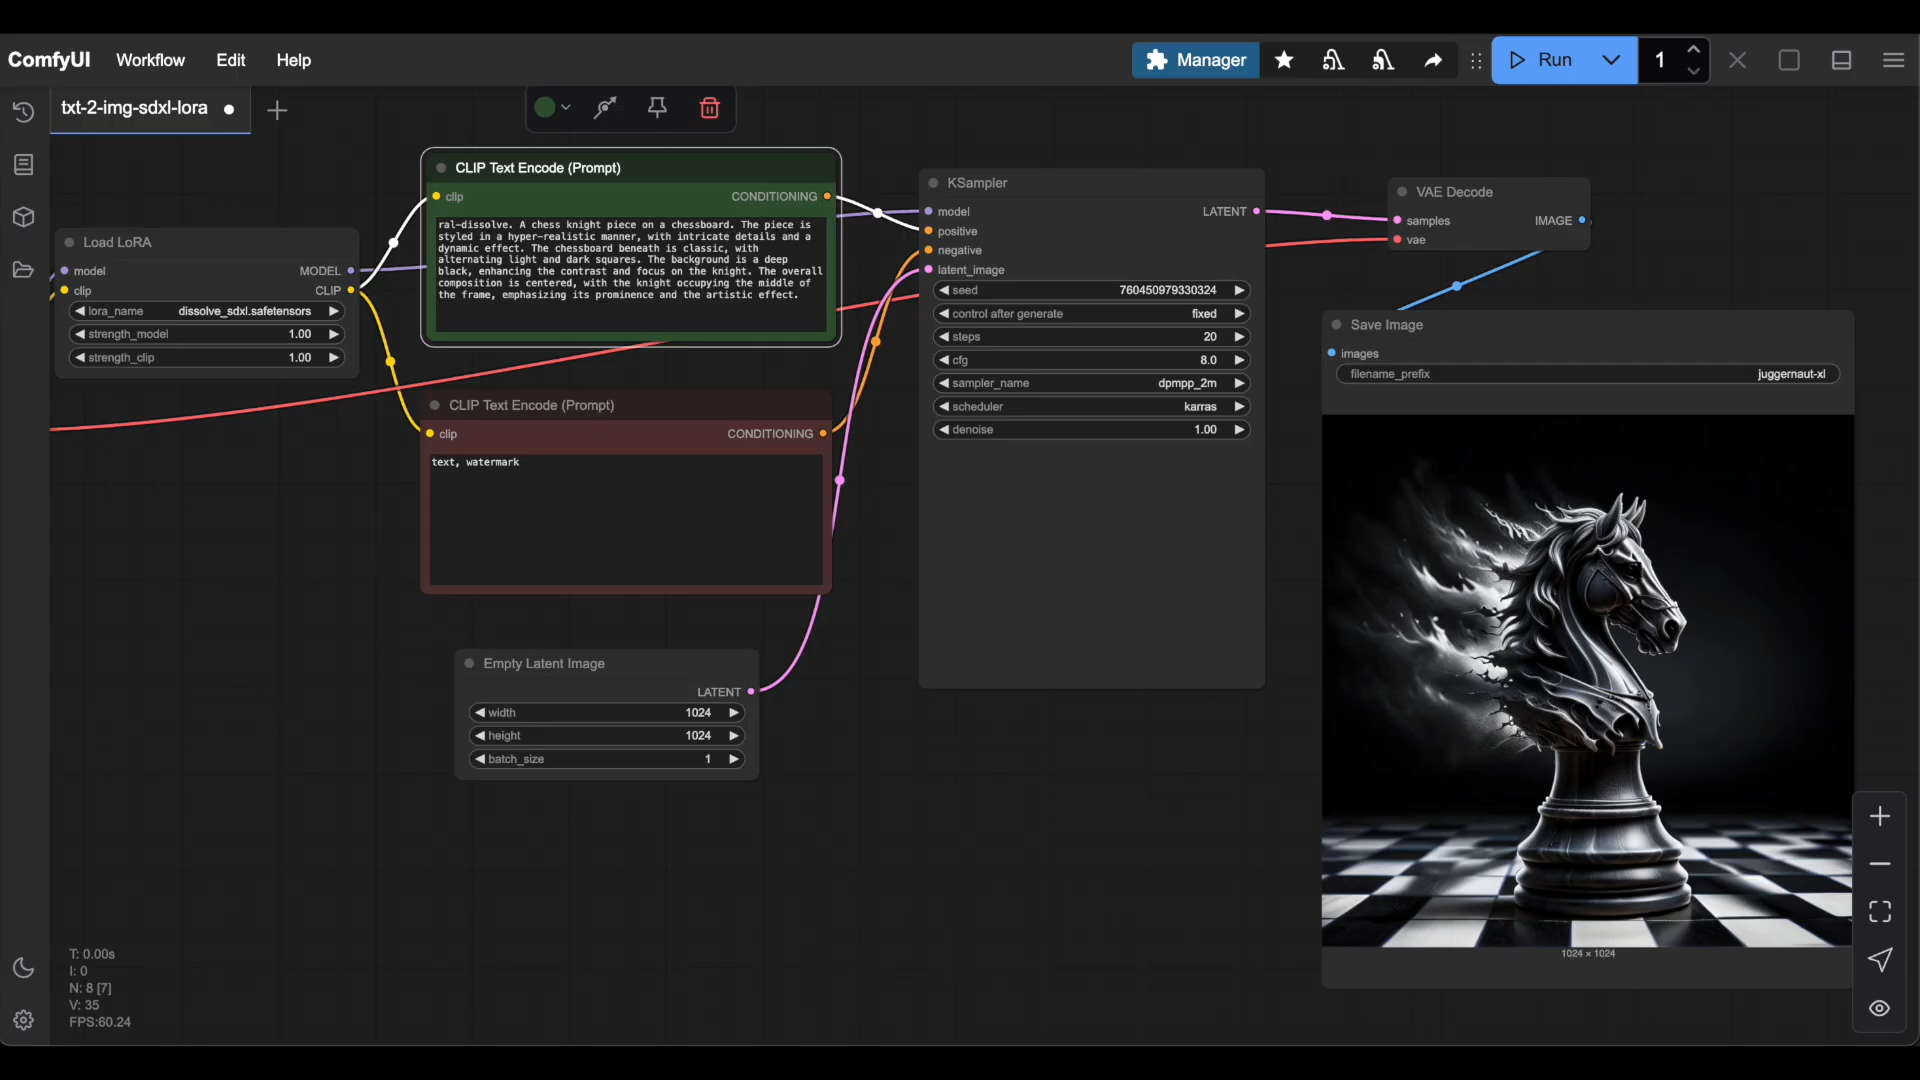 ComfyUI Workflow Edit Help
Manager
Run
1
txt-2-img-sdxl-lora
Load LoRA
model MODEL
clip CLIP
lora_name dissolve_sdxl.safetensors
strength_model 1.00
strength_clip 1.00
CLIP Text Encode (Prompt)
clip CONDITIONING
ral-dissolve. A chess knight piece on a chessboard. The piece is
styled in a hyper-realistic manner, with intricate details and a
dynamic effect. The chessboard beneath is classic, with
alternating light and dark squares. The background is a deep
black, enhancing the contrast and focus on the knight. The overall
composition is centered, with the knight occupying the middle of
the frame, emphasizing its prominence and the artistic effect.
CLIP Text Encode (Prompt)
clip CONDITIONING
text, watermark
Empty Latent Image
LATENT
width 1024
height 1024
batch_size 1
KSampler
model LATENT
positive
negative
latent_image
seed 760450979330324
control after generate fixed
steps 20
cfg 8.0
sampler_name dpmpp_2m
scheduler karras
denoise 1.00
VAE Decode
samples IMAGE
vae
Save Image
images
filename_prefix juggernaut-xl
1024 × 1024
T: 0.00s
I: 0
N: 8 [7]
V: 35
FPS:60.24